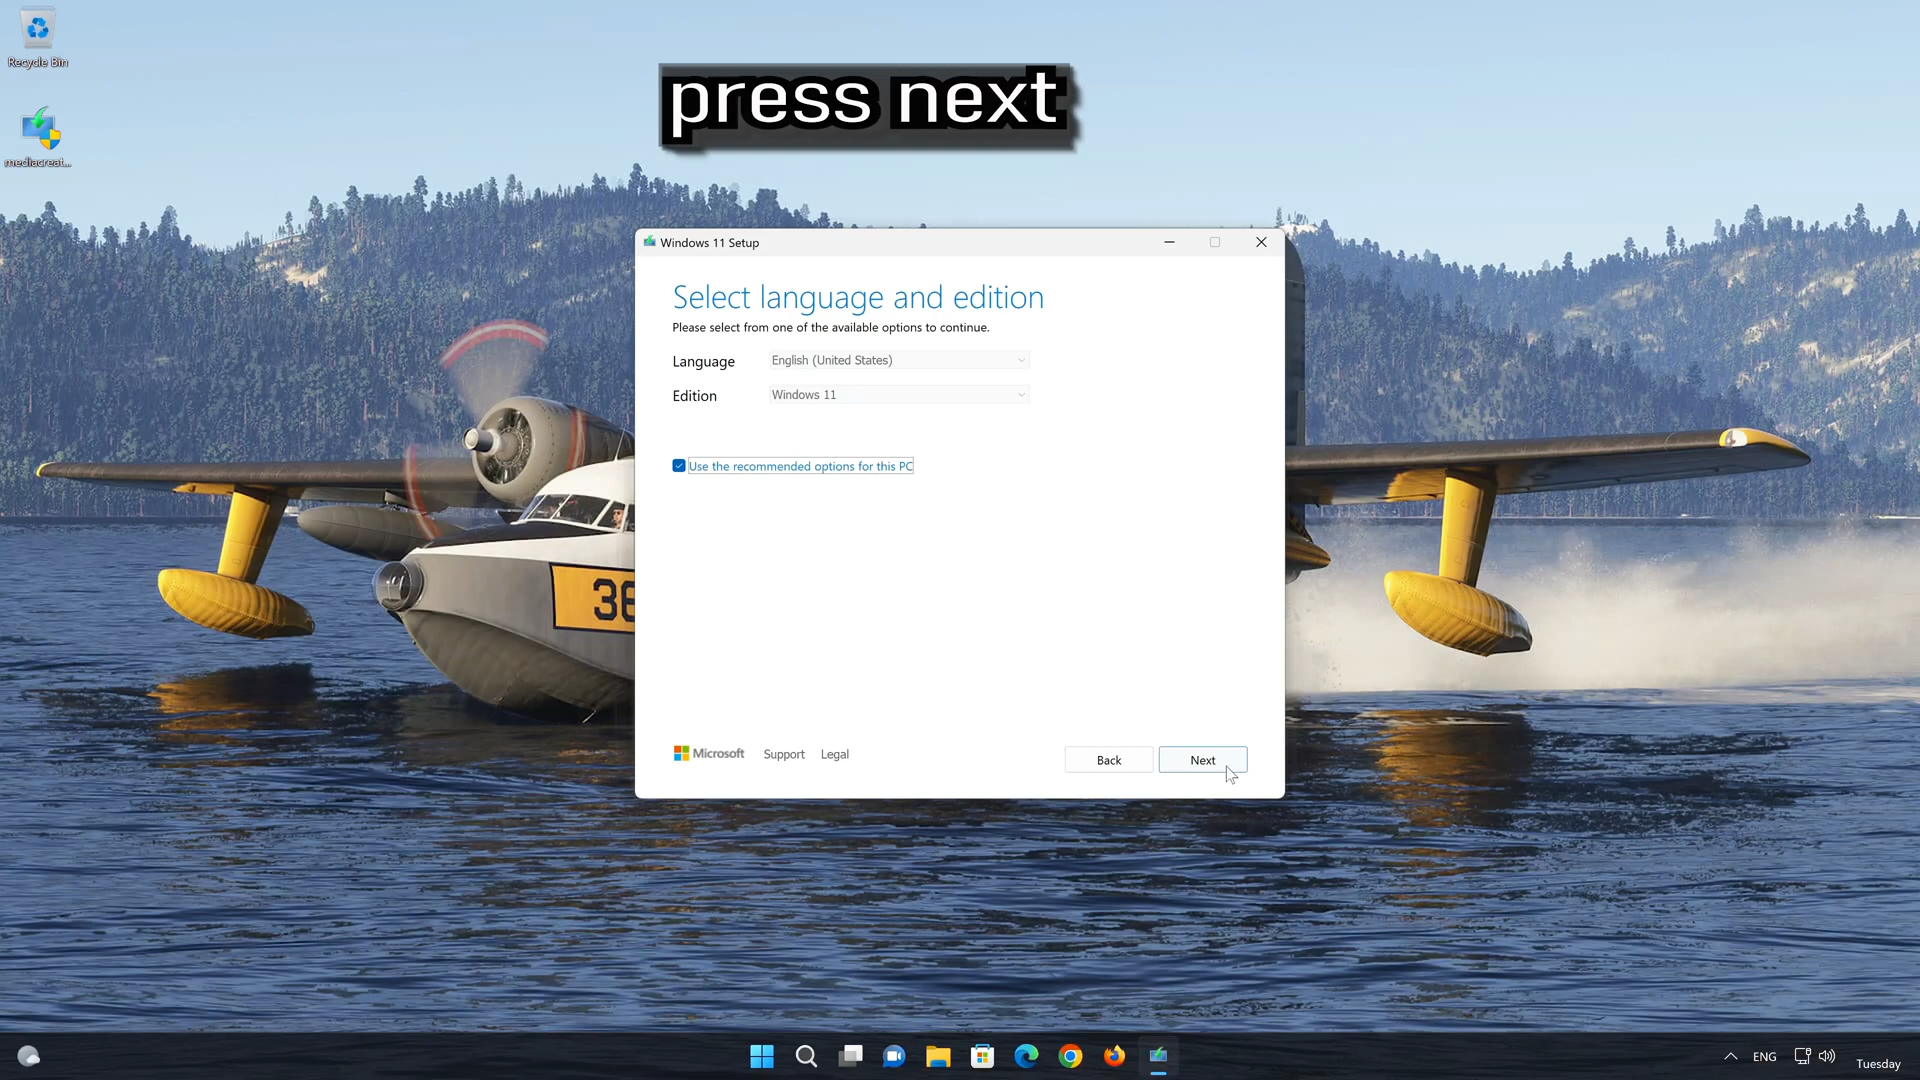 Recycle Bin
mediacreat...
press next
Windows 11 Setup
Select language and edition
Please select from one of the available options to continue.
Language
English (United States)
Edition
Windows 11
Use the recommended options for this PC
36
Microsoft
Support
Legal
Back
Next
ENG
Tuesday